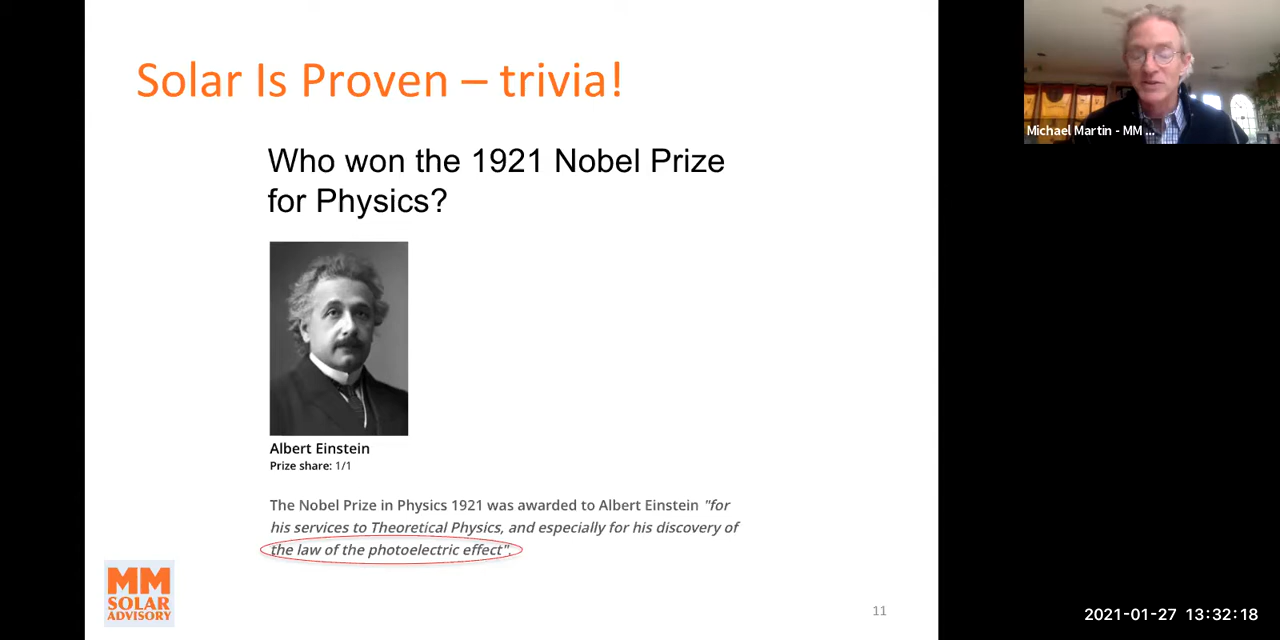 Solar Is Proven – trivia!
Who won the 1921 Nobel Prize
for Physics?
Albert Einstein
Prize share: 1/1
The Nobel Prize in Physics 1921 was awarded to Albert Einstein "for
his services to Theoretical Physics, and especially for his discovery of
the law of the photoelectric effect".
MM
SOLAR
ADVISORY
11
Michael Martin - MM ...
2021-01-27 13:32:18